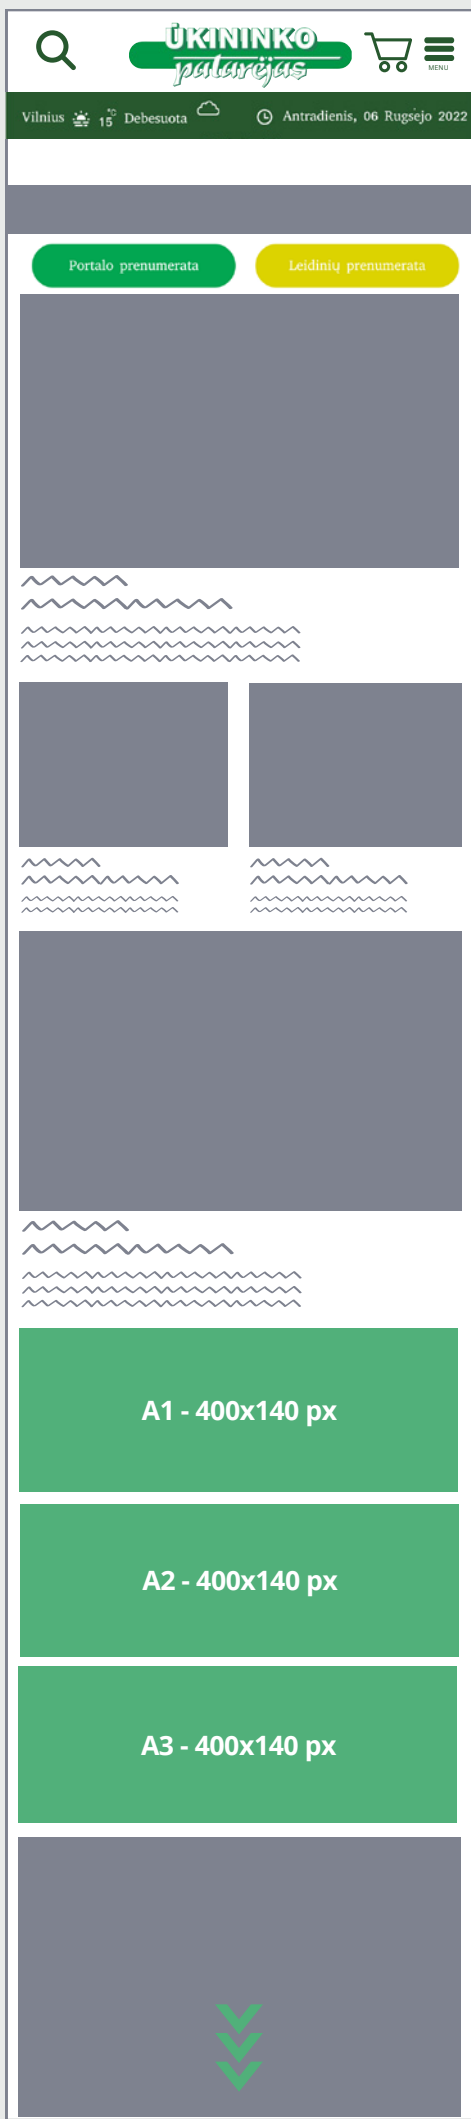 ŪKININKO
patarėjas
MENU
Vilnius 15 °C Debesuota Antradienis, 06 Rugsėjo 2022
Portalo prenumerata Leidinių prenumerata
A1 - 400x140 px
A2 - 400x140 px
A3 - 400x140 px